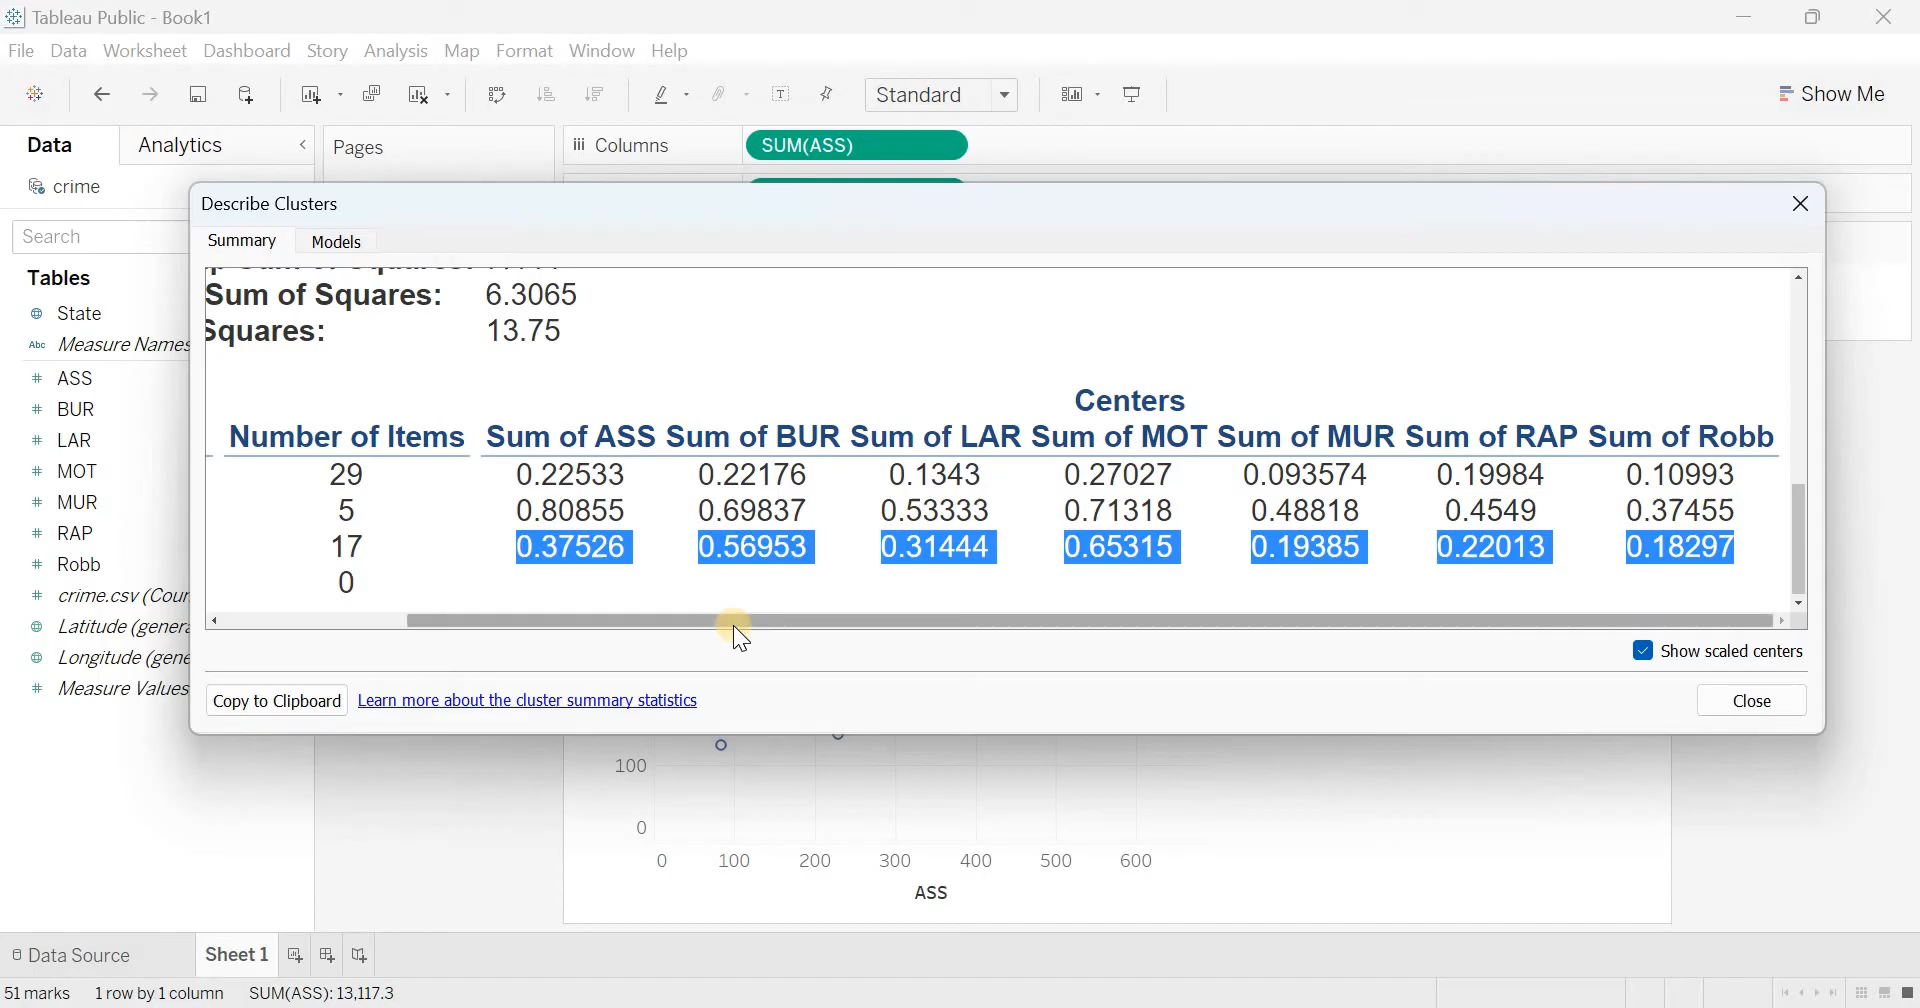 Tableau Public - Book1
File Data Worksheet Dashboard Story Analysis Map Format Window Help
Standard
Show Me
Data Analytics Pages Columns SUM(ASS)
crime
Describe Clusters
Search
Summary Models
Tables
State
Abc Measure Names
ASS
BUR
LAR
MOT
MUR
RAP
Robb
crime.csv
Latitude
Longitude
Measure Values
Sum of Squares: 6.3065
Squares: 13.75
Centers
Number of Items Sum of ASS Sum of BUR Sum of LAR Sum of MOT Sum of MUR Sum of RAP Sum of Robb
29 0.22533 0.22176 0.1343 0.27027 0.093574 0.19984 0.10993
5 0.80855 0.69837 0.53333 0.71318 0.48818 0.4549 0.37455
17 0.37526 0.56953 0.31444 0.65315 0.19385 0.22013 0.18297
0
Show scaled centers
Copy to Clipboard Learn more about the cluster summary statistics Close
100
0
0 100 200 300 400 500 600
ASS
Data Source Sheet 1
51 marks 1 row by 1 column SUM(ASS): 13,117.3